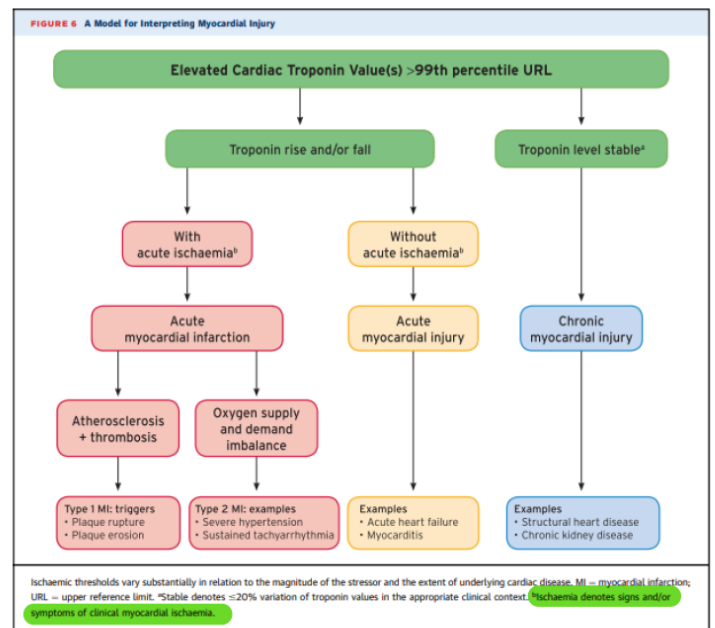 FIGURE 6 A Model for Interpreting Myocardial Injury
Elevated Cardiac Troponin Value(s) >99th percentile URL
Troponin rise and/or fall
Troponin level stableᵃ
With
acute ischaemiaᵇ
Without
acute ischaemiaᵇ
Acute
myocardial infarction
Acute
myocardial injury
Chronic
myocardial injury
Atherosclerosis
+ thrombosis
Oxygen supply
and demand
imbalance
Type 1 MI: triggers
• Plaque rupture
• Plaque erosion
Type 2 MI: examples
• Severe hypertension
• Sustained tachyarrhythmia
Examples
• Acute heart failure
• Myocarditis
Examples
• Structural heart disease
• Chronic kidney disease
Ischaemic thresholds vary substantially in relation to the magnitude of the stressor and the extent of underlying cardiac disease. MI = myocardial infarction;
URL = upper reference limit. ᵃStable denotes ≤20% variation of troponin values in the appropriate clinical context. ᵇIschaemia denotes signs and/or
symptoms of clinical myocardial ischaemia.